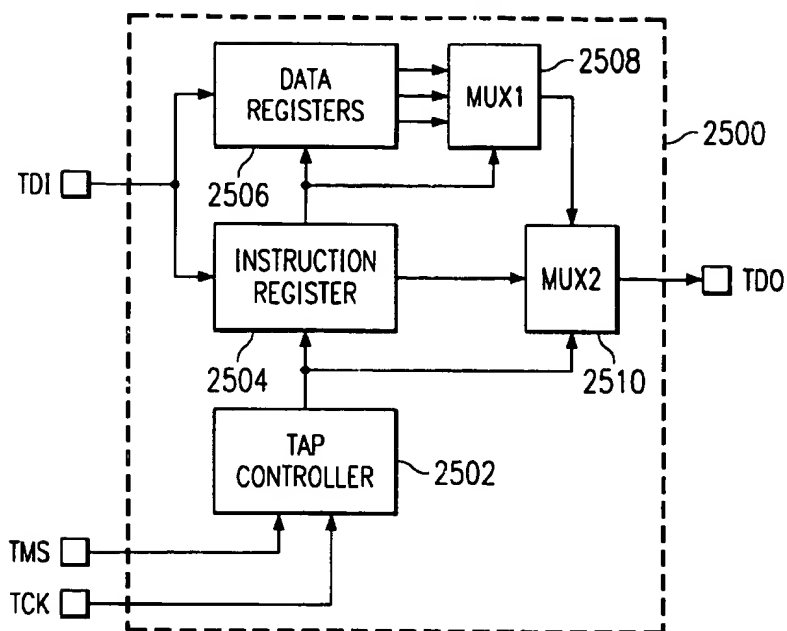 DATA
REGISTERS
MUX1
2508
2500
TDI
2506
INSTRUCTION
REGISTER
MUX2
TDO
2504
2510
TAP
CONTROLLER
2502
TMS
TCK